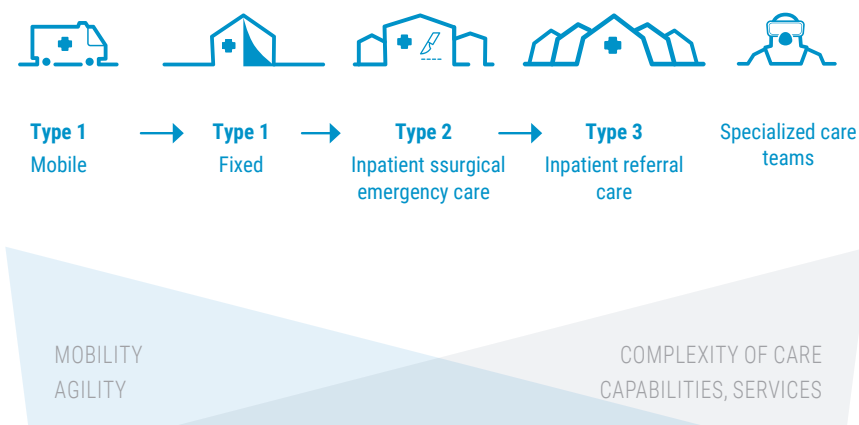 Type 1
Mobile
Type 1
Fixed
Type 2
Inpatient ssurgical
emergency care
Type 3
Inpatient referral
care
Specialized care
teams
MOBILITY
AGILITY
COMPLEXITY OF CARE
CAPABILITIES, SERVICES